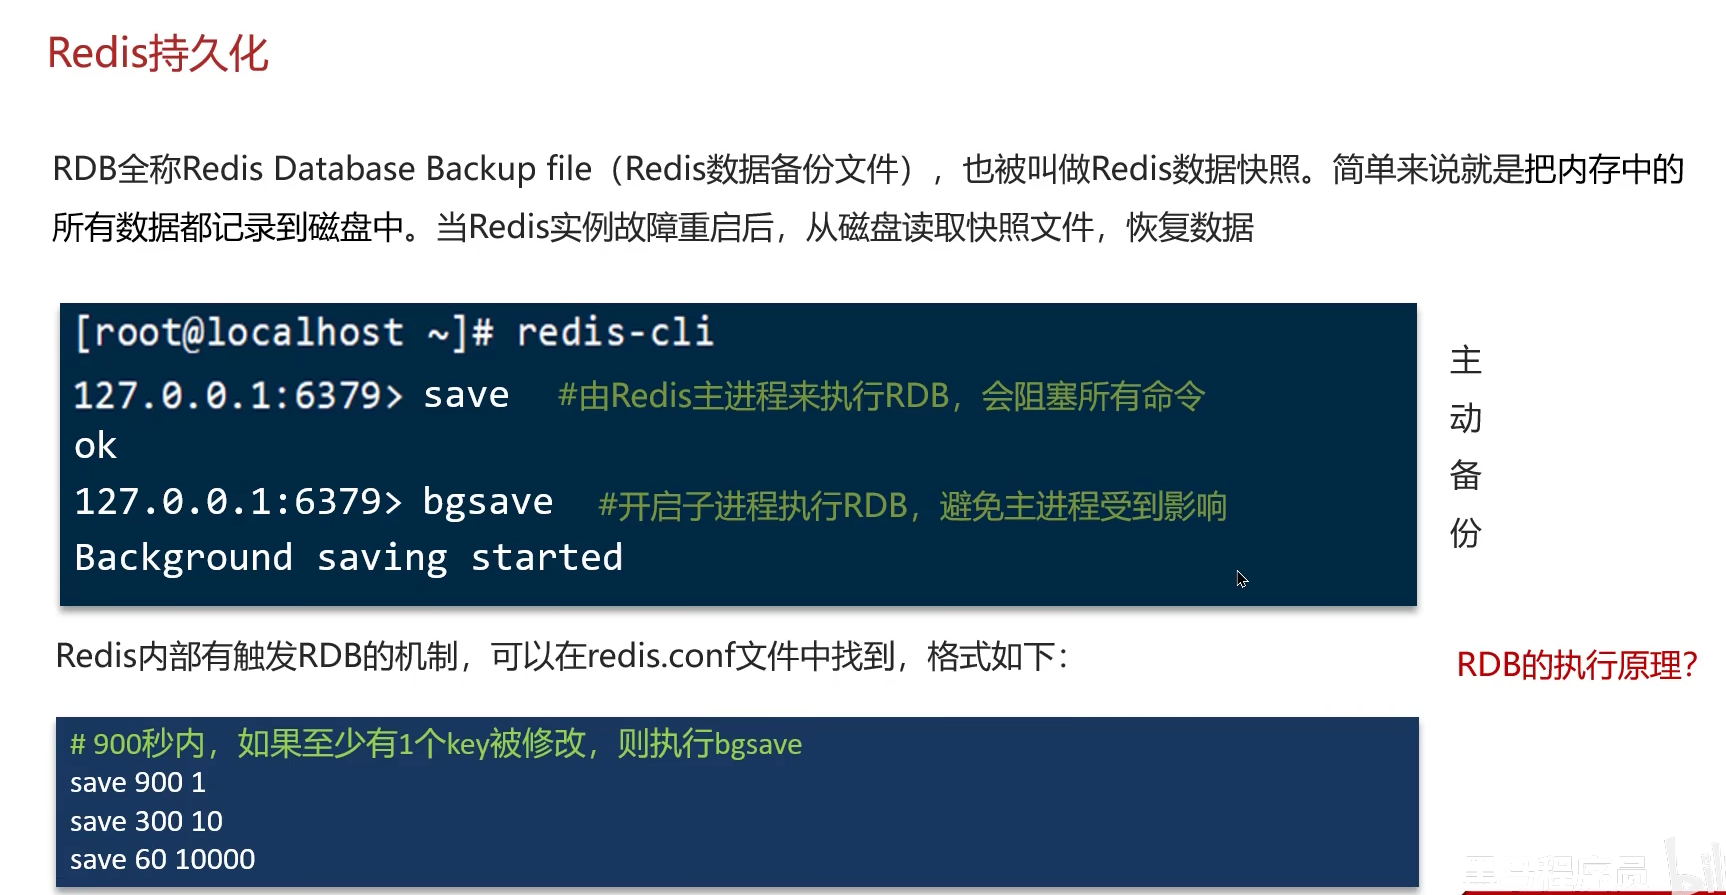 Redis持久化
RDB全称Redis Database Backup file（Redis数据备份文件），也被叫做Redis数据快照。简单来说就是把内存中的
所有数据都记录到磁盘中。当Redis实例故障重启后，从磁盘读取快照文件，恢复数据
[root@localhost ~]# redis-cli
127.0.0.1:6379> save #由Redis主进程来执行RDB，会阻塞所有命令
ok
127.0.0.1:6379> bgsave #开启子进程执行RDB，避免主进程受到影响
Background saving started
主
动
备
份
Redis内部有触发RDB的机制，可以在redis.conf文件中找到，格式如下：
RDB的执行原理？
# 900秒内，如果至少有1个key被修改，则执行bgsave
save 900 1
save 300 10
save 60 10000